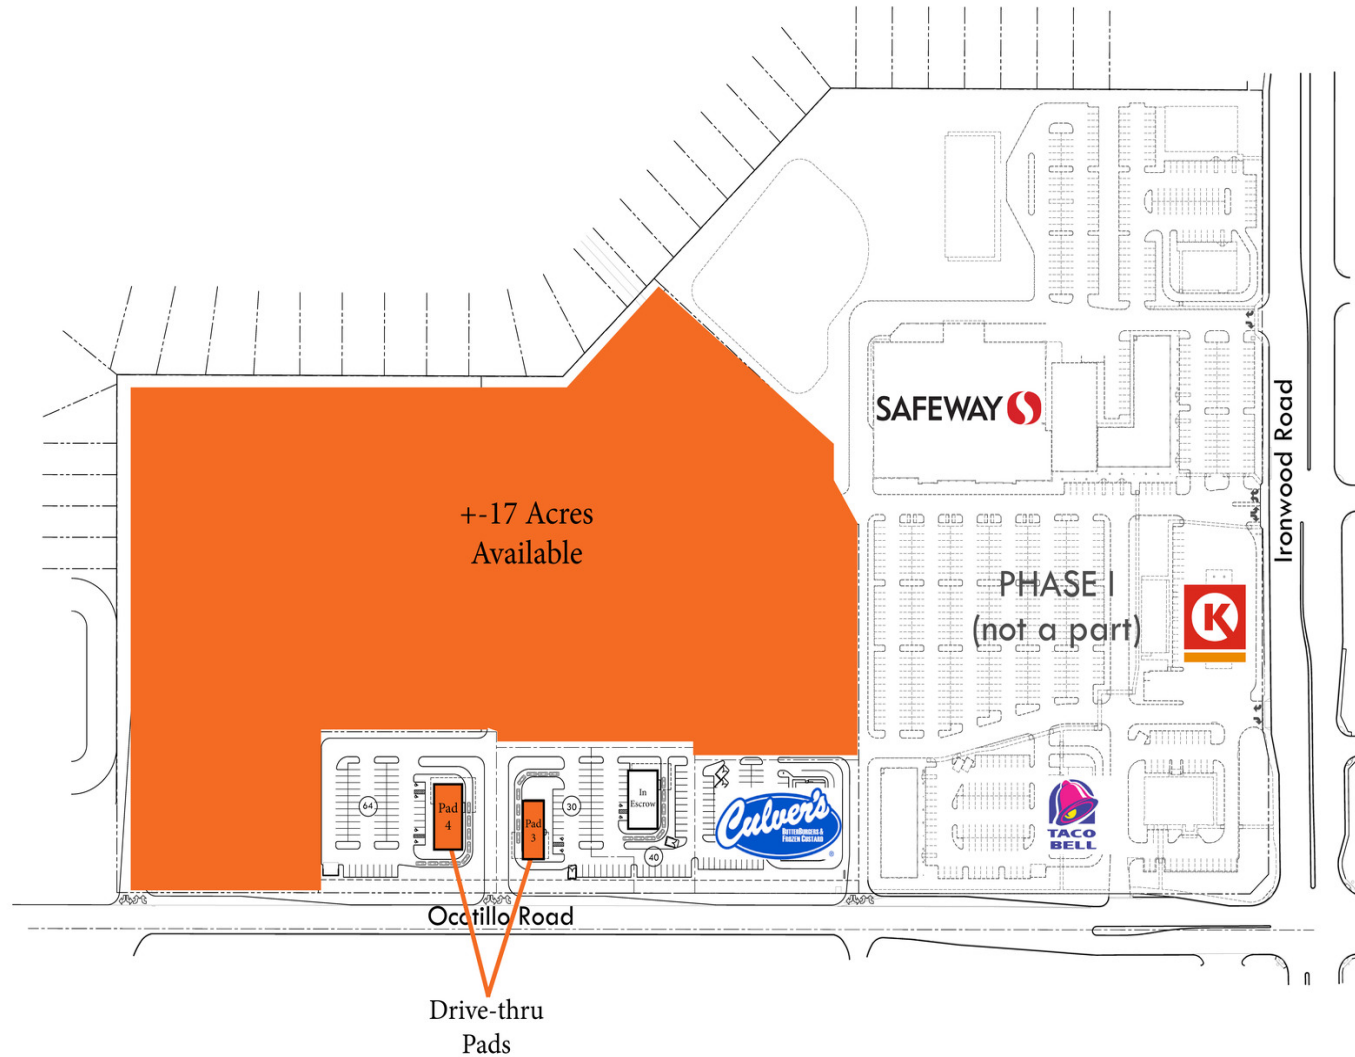 SAFEWAY
Ironwood Road
+-17 Acres
Available
PHASE I
(not a part)
K
64
Pad
4
Pad
3
30
In
Escrow
40
Culver's
ButterBurgers &
Frozen Custard
®
TACO
BELL
Ocotillo Road
Drive-thru
Pads